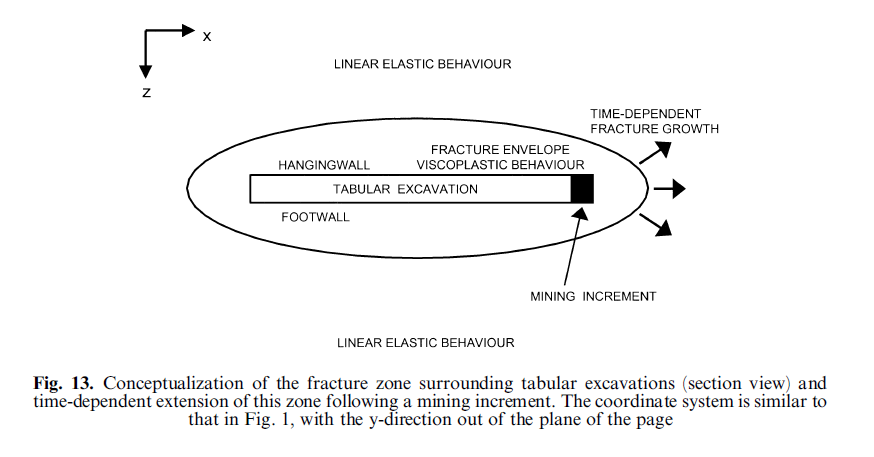 X
Z
LINEAR ELASTIC BEHAVIOUR
TIME-DEPENDENT
FRACTURE GROWTH
FRACTURE ENVELOPE
HANGINGWALL VISCOPLASTIC BEHAVIOUR
TABULAR EXCAVATION
FOOTWALL
MINING INCREMENT
LINEAR ELASTIC BEHAVIOUR
Fig. 13. Conceptualization of the fracture zone surrounding tabular excavations (section view) and
time-dependent extension of this zone following a mining increment. The coordinate system is similar to
that in Fig. 1, with the y-direction out of the plane of the page